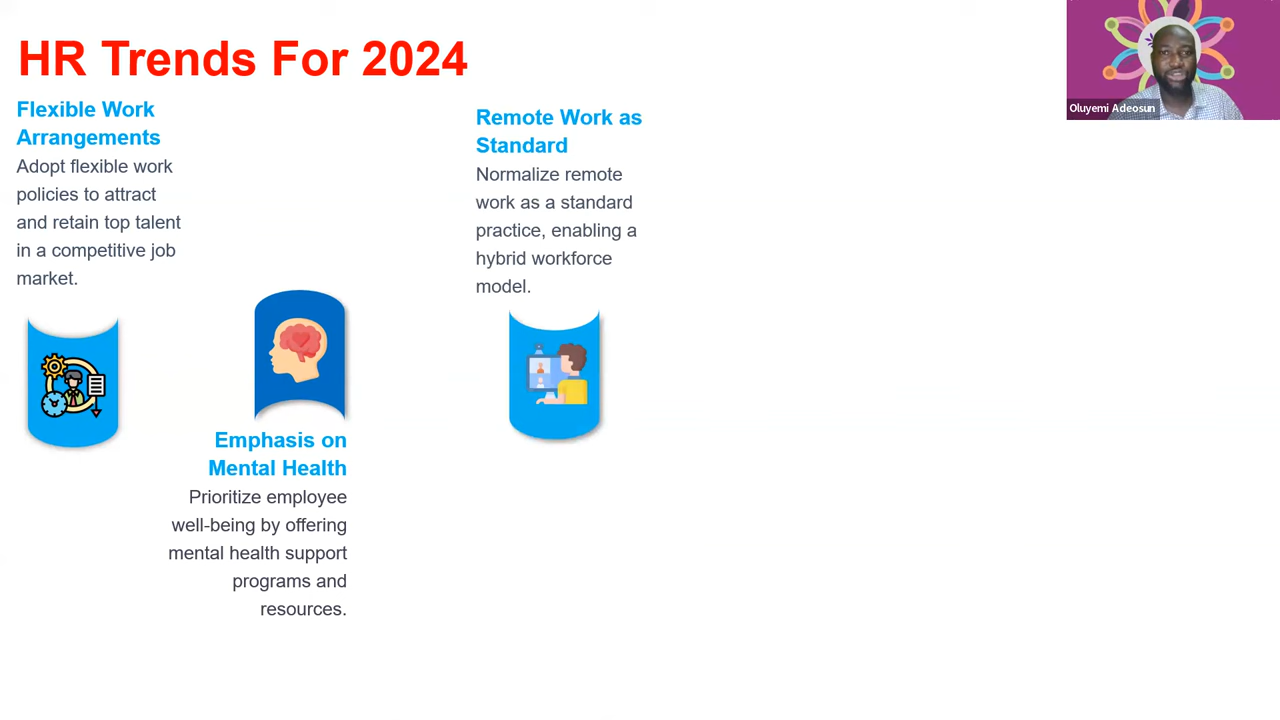 HR Trends For 2024
Oluyemi Adeosun
Flexible Work
Arrangements
Adopt flexible work
policies to attract
and retain top talent
in a competitive job
market.
Emphasis on
Mental Health
Prioritize employee
well-being by offering
mental health support
programs and
resources.
Remote Work as
Standard
Normalize remote
work as a standard
practice, enabling a
hybrid workforce
model.